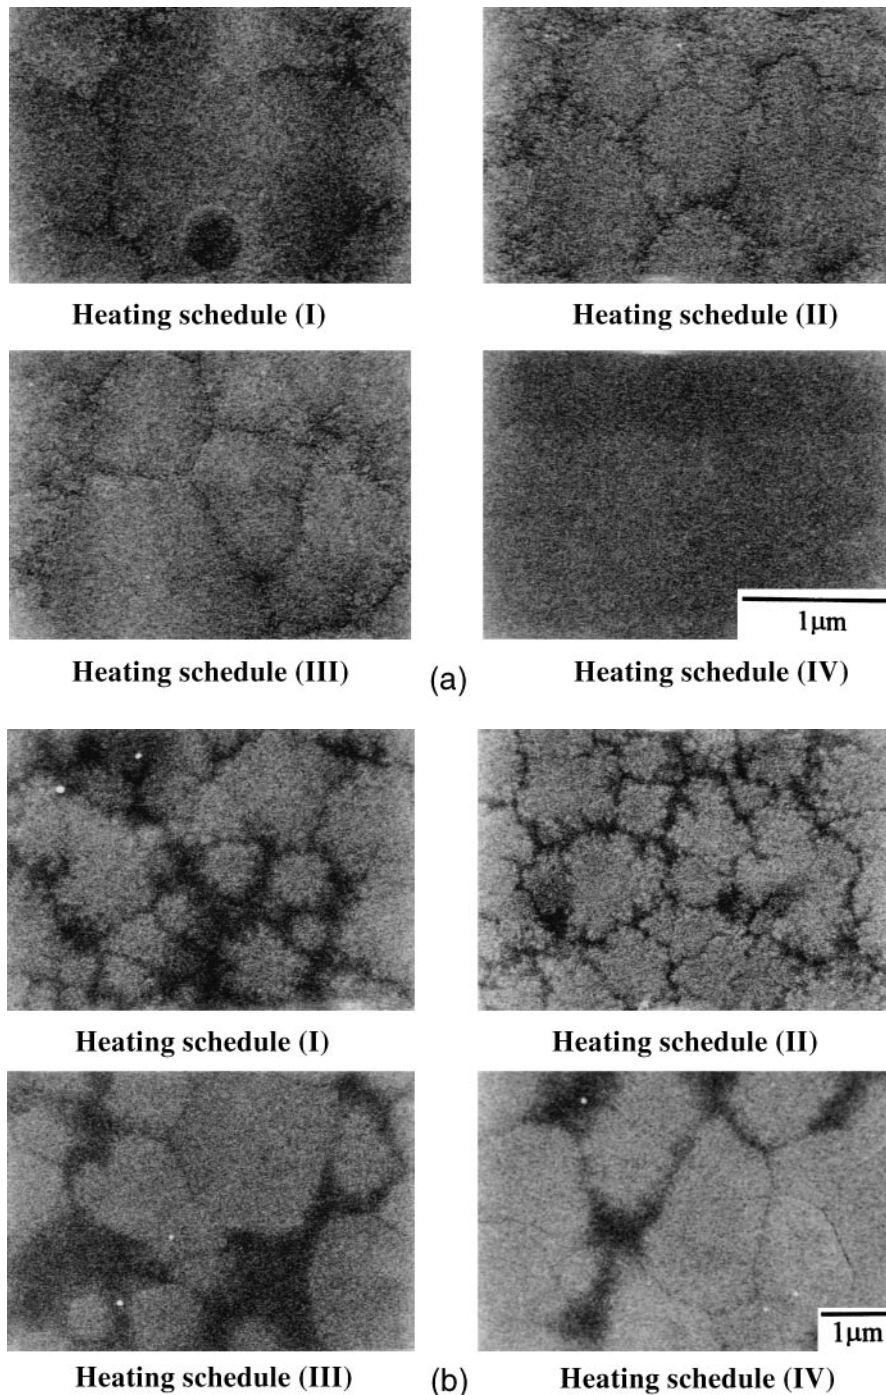 Heating schedule (I)
Heating schedule (II)
1μm
Heating schedule (III)
(a)
Heating schedule (IV)
Heating schedule (I)
Heating schedule (II)
1μm
Heating schedule (III)
(b)
Heating schedule (IV)